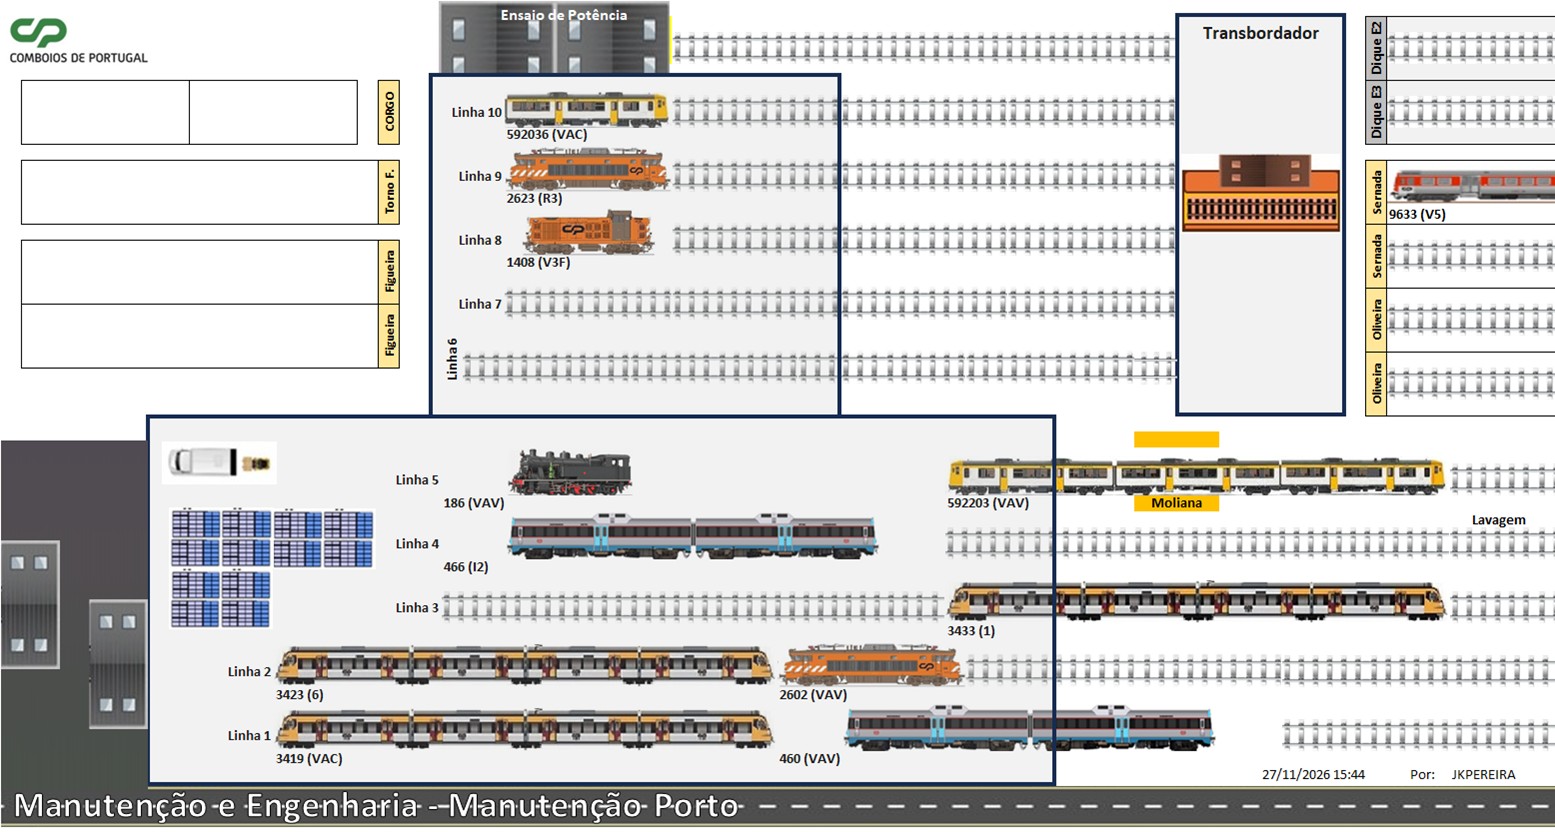 Ensaio de Potência
Transbordador
Dique E2
CP
COMBOIOS DE PORTUGAL
CORGO
Linha 10
592036 (VAC)
Dique E3
Torno F.
Linha 9
2623 (R3)
Sernada
9633 (V5)
Figueira
Linha 8
1408 (V3F)
Sernada
Figueira
Linha 7
Oliveira
Linha 6
Oliveira
Linha 5
186 (VAV)
592203 (VAV)
Moliana
Lavagem
Linha 4
466 (I2)
Linha 3
3433 (1)
Linha 2
3423 (6)
2602 (VAV)
Linha 1
3419 (VAC)
460 (VAV)
27/11/2026 15:44
Por:
JKPEREIRA
Manutenção e Engenharia - Manutenção Porto